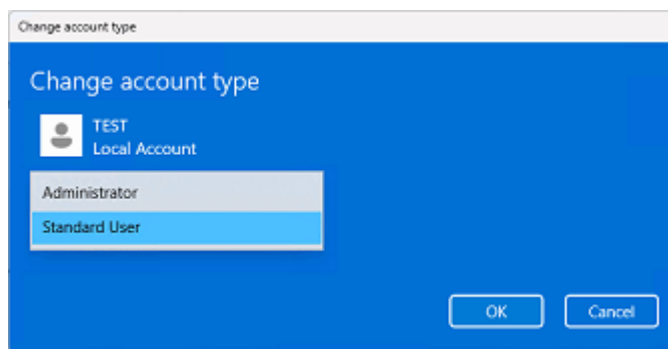 Change account type
Change account type
TEST
Local Account
Administrator
Standard User
OK
Cancel